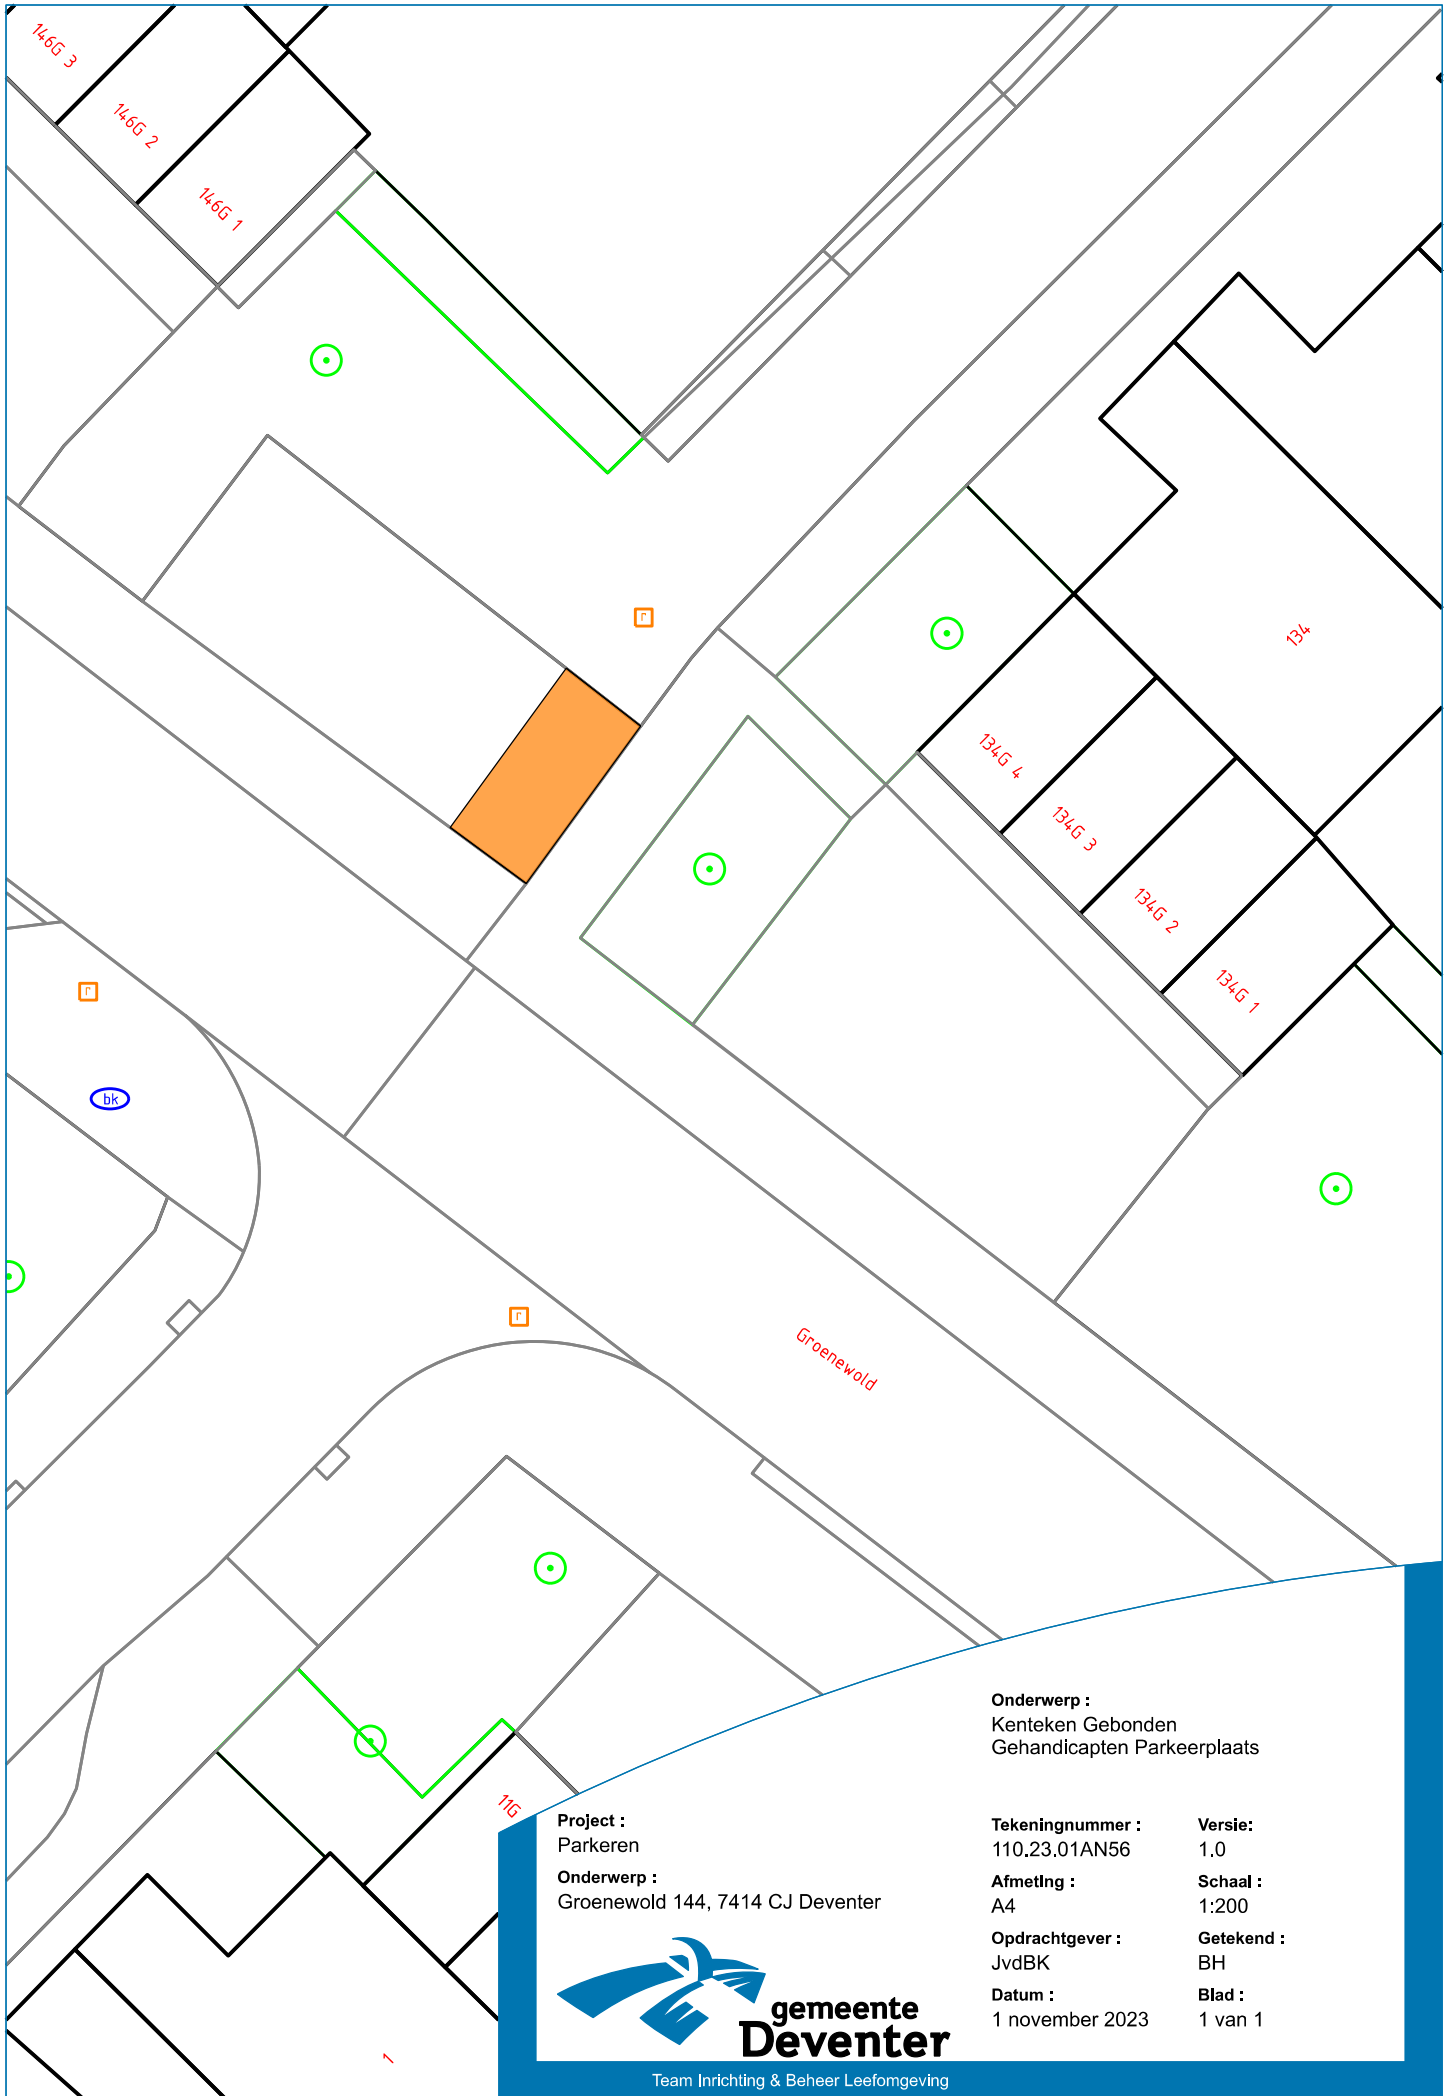 146G 3
146G 2
146G 1
r
134
134G 4
134G 3
134G 2
134G 1
r
bk
r
Groenewold
11G
1
Onderwerp :
Kenteken Gebonden
Gehandicapten Parkeerplaats
Project :
Parkeren
Onderwerp :
Groenewold 144, 7414 CJ Deventer
Tekeningnummer :
110.23.01AN56
Versie:
1.0
Afmeting :
A4
Schaal :
1:200
Opdrachtgever :
JvdBK
Getekend :
BH
Datum :
1 november 2023
Blad :
1 van 1
gemeente
Deventer
Team Inrichting & Beheer Leefomgeving